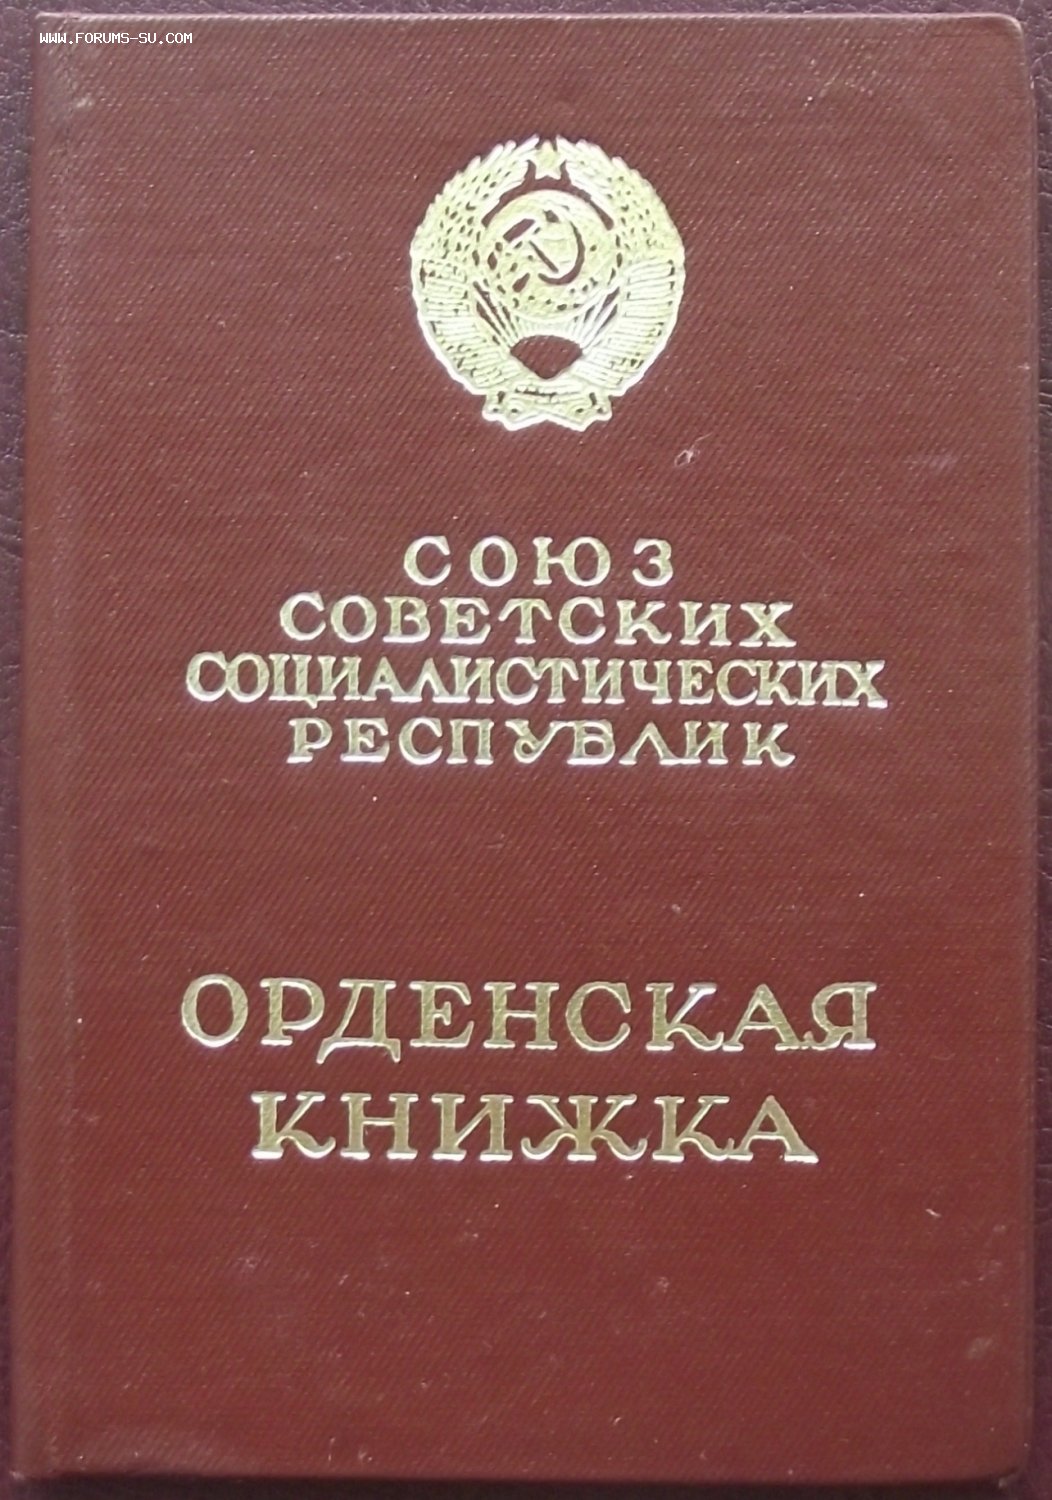 WWW.FORUMS-SU.COM
СОЮЗ
СОВЕТСКИХ
СОЦИАЛИСТИЧЕСКИХ
РЕСПУБЛИК
ОРДЕНСКАЯ
КНИЖКА